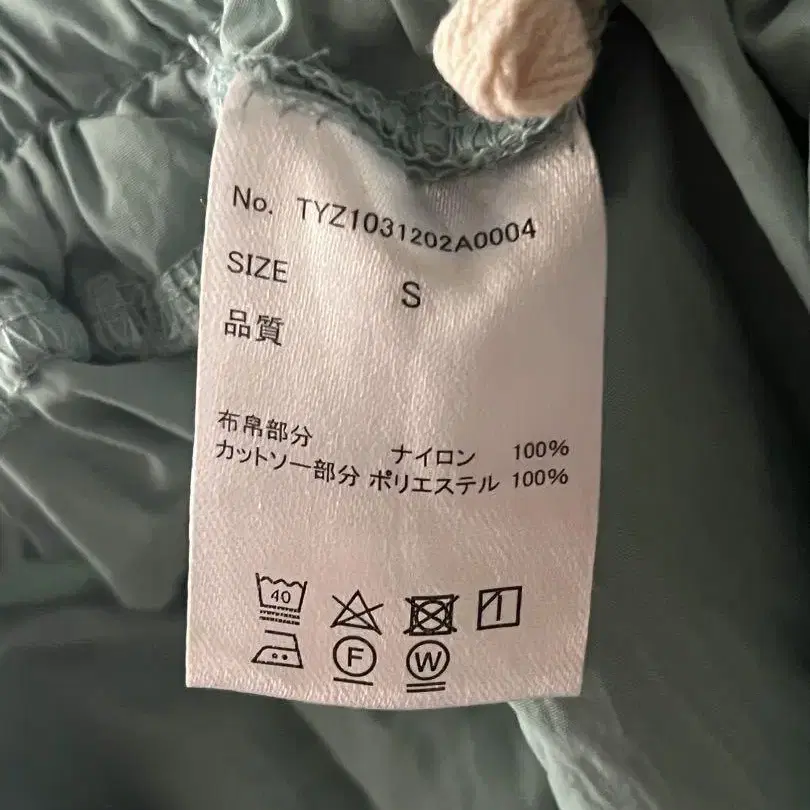 No. TYZ1031202A0004
SIZE S
品質
布帛部分 ナイロン 100%
カットソー部分 ポリエステル 100%
40
F W